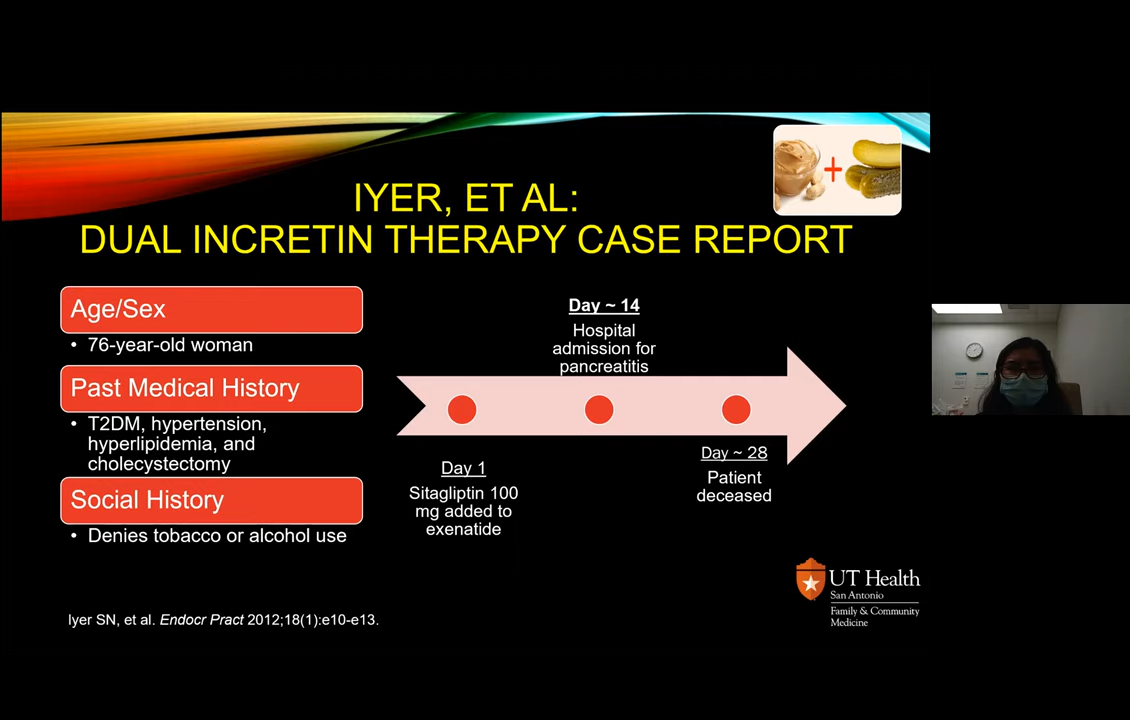 IYER, ET AL:
DUAL INCRETIN THERAPY CASE REPORT
Age/Sex
• 76-year-old woman
Past Medical History
• T2DM, hypertension,
hyperlipidemia, and
cholecystectomy
Social History
• Denies tobacco or alcohol use
Day 1
Sitagliptin 100
mg added to
exenatide
Day ~ 14
Hospital
admission for
pancreatitis
Day ~ 28
Patient
deceased
Iyer SN, et al. Endocr Pract 2012;18(1):e10-e13.
UT Health
San Antonio
Family & Community
Medicine